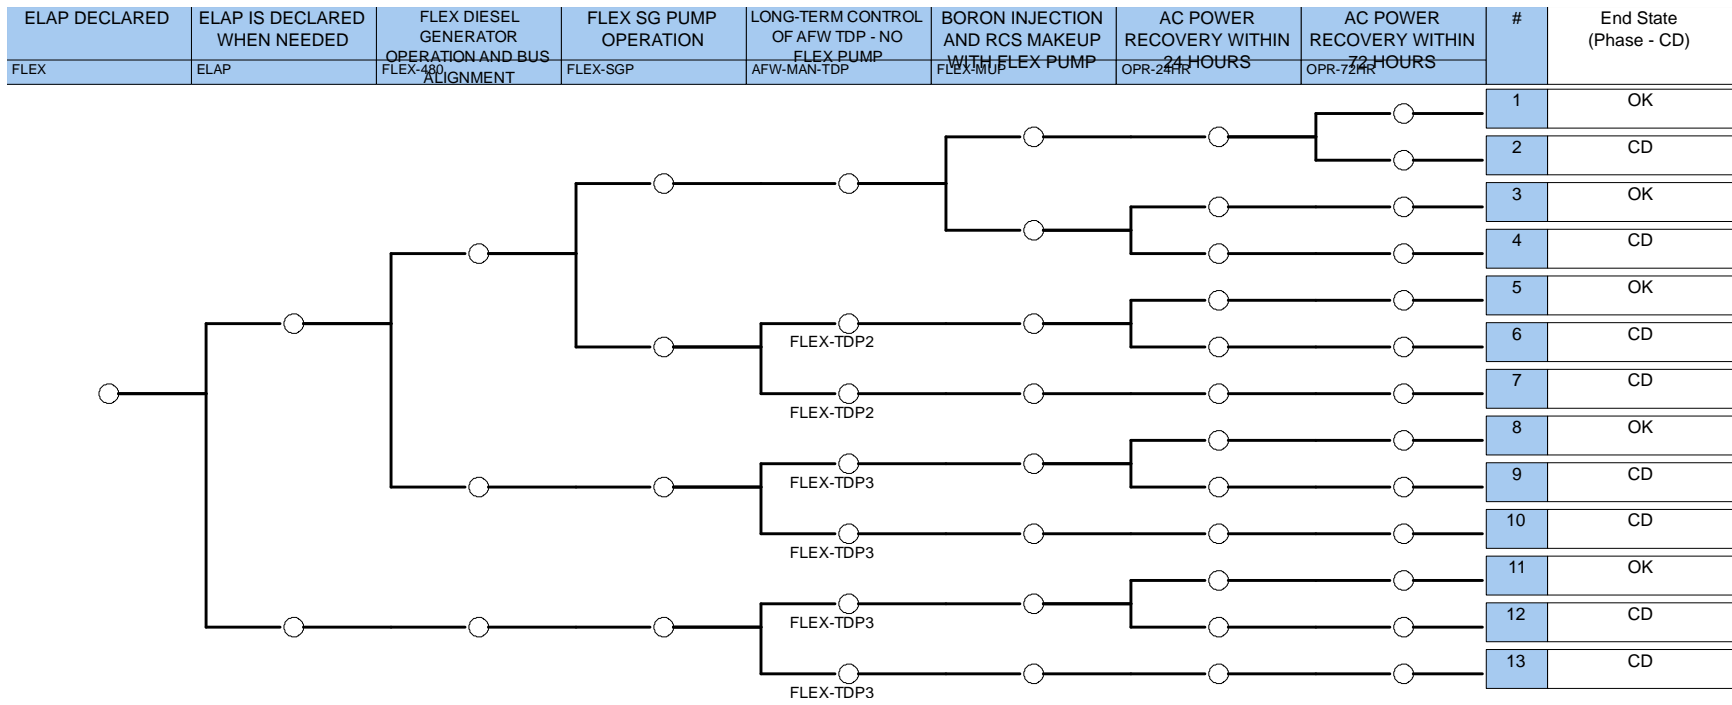 ELAP DECLARED
FLEX
ELAP IS DECLARED
WHEN NEEDED
ELAP
FLEX DIESEL
GENERATOR
OPERATION AND BUS
ALIGNMENT
FLEX-480
FLEX SG PUMP
OPERATION
FLEX-SGP
LONG-TERM CONTROL
OF AFW TDP - NO
FLEX PUMP
AFW-MAN-TDP
BORON INJECTION
AND RCS MAKEUP
WITH FLEX PUMP
FLEX-MUP
AC POWER
RECOVERY WITHIN
24 HOURS
OPR-24HR
AC POWER
RECOVERY WITHIN
72 HOURS
OPR-72HR
#
End State
(Phase - CD)
1 OK
2 CD
3 OK
4 CD
5 OK
FLEX-TDP2 6 CD
7 CD
FLEX-TDP2
8 OK
FLEX-TDP3 9 CD
10 CD
FLEX-TDP3
11 OK
FLEX-TDP3 12 CD
13 CD
FLEX-TDP3